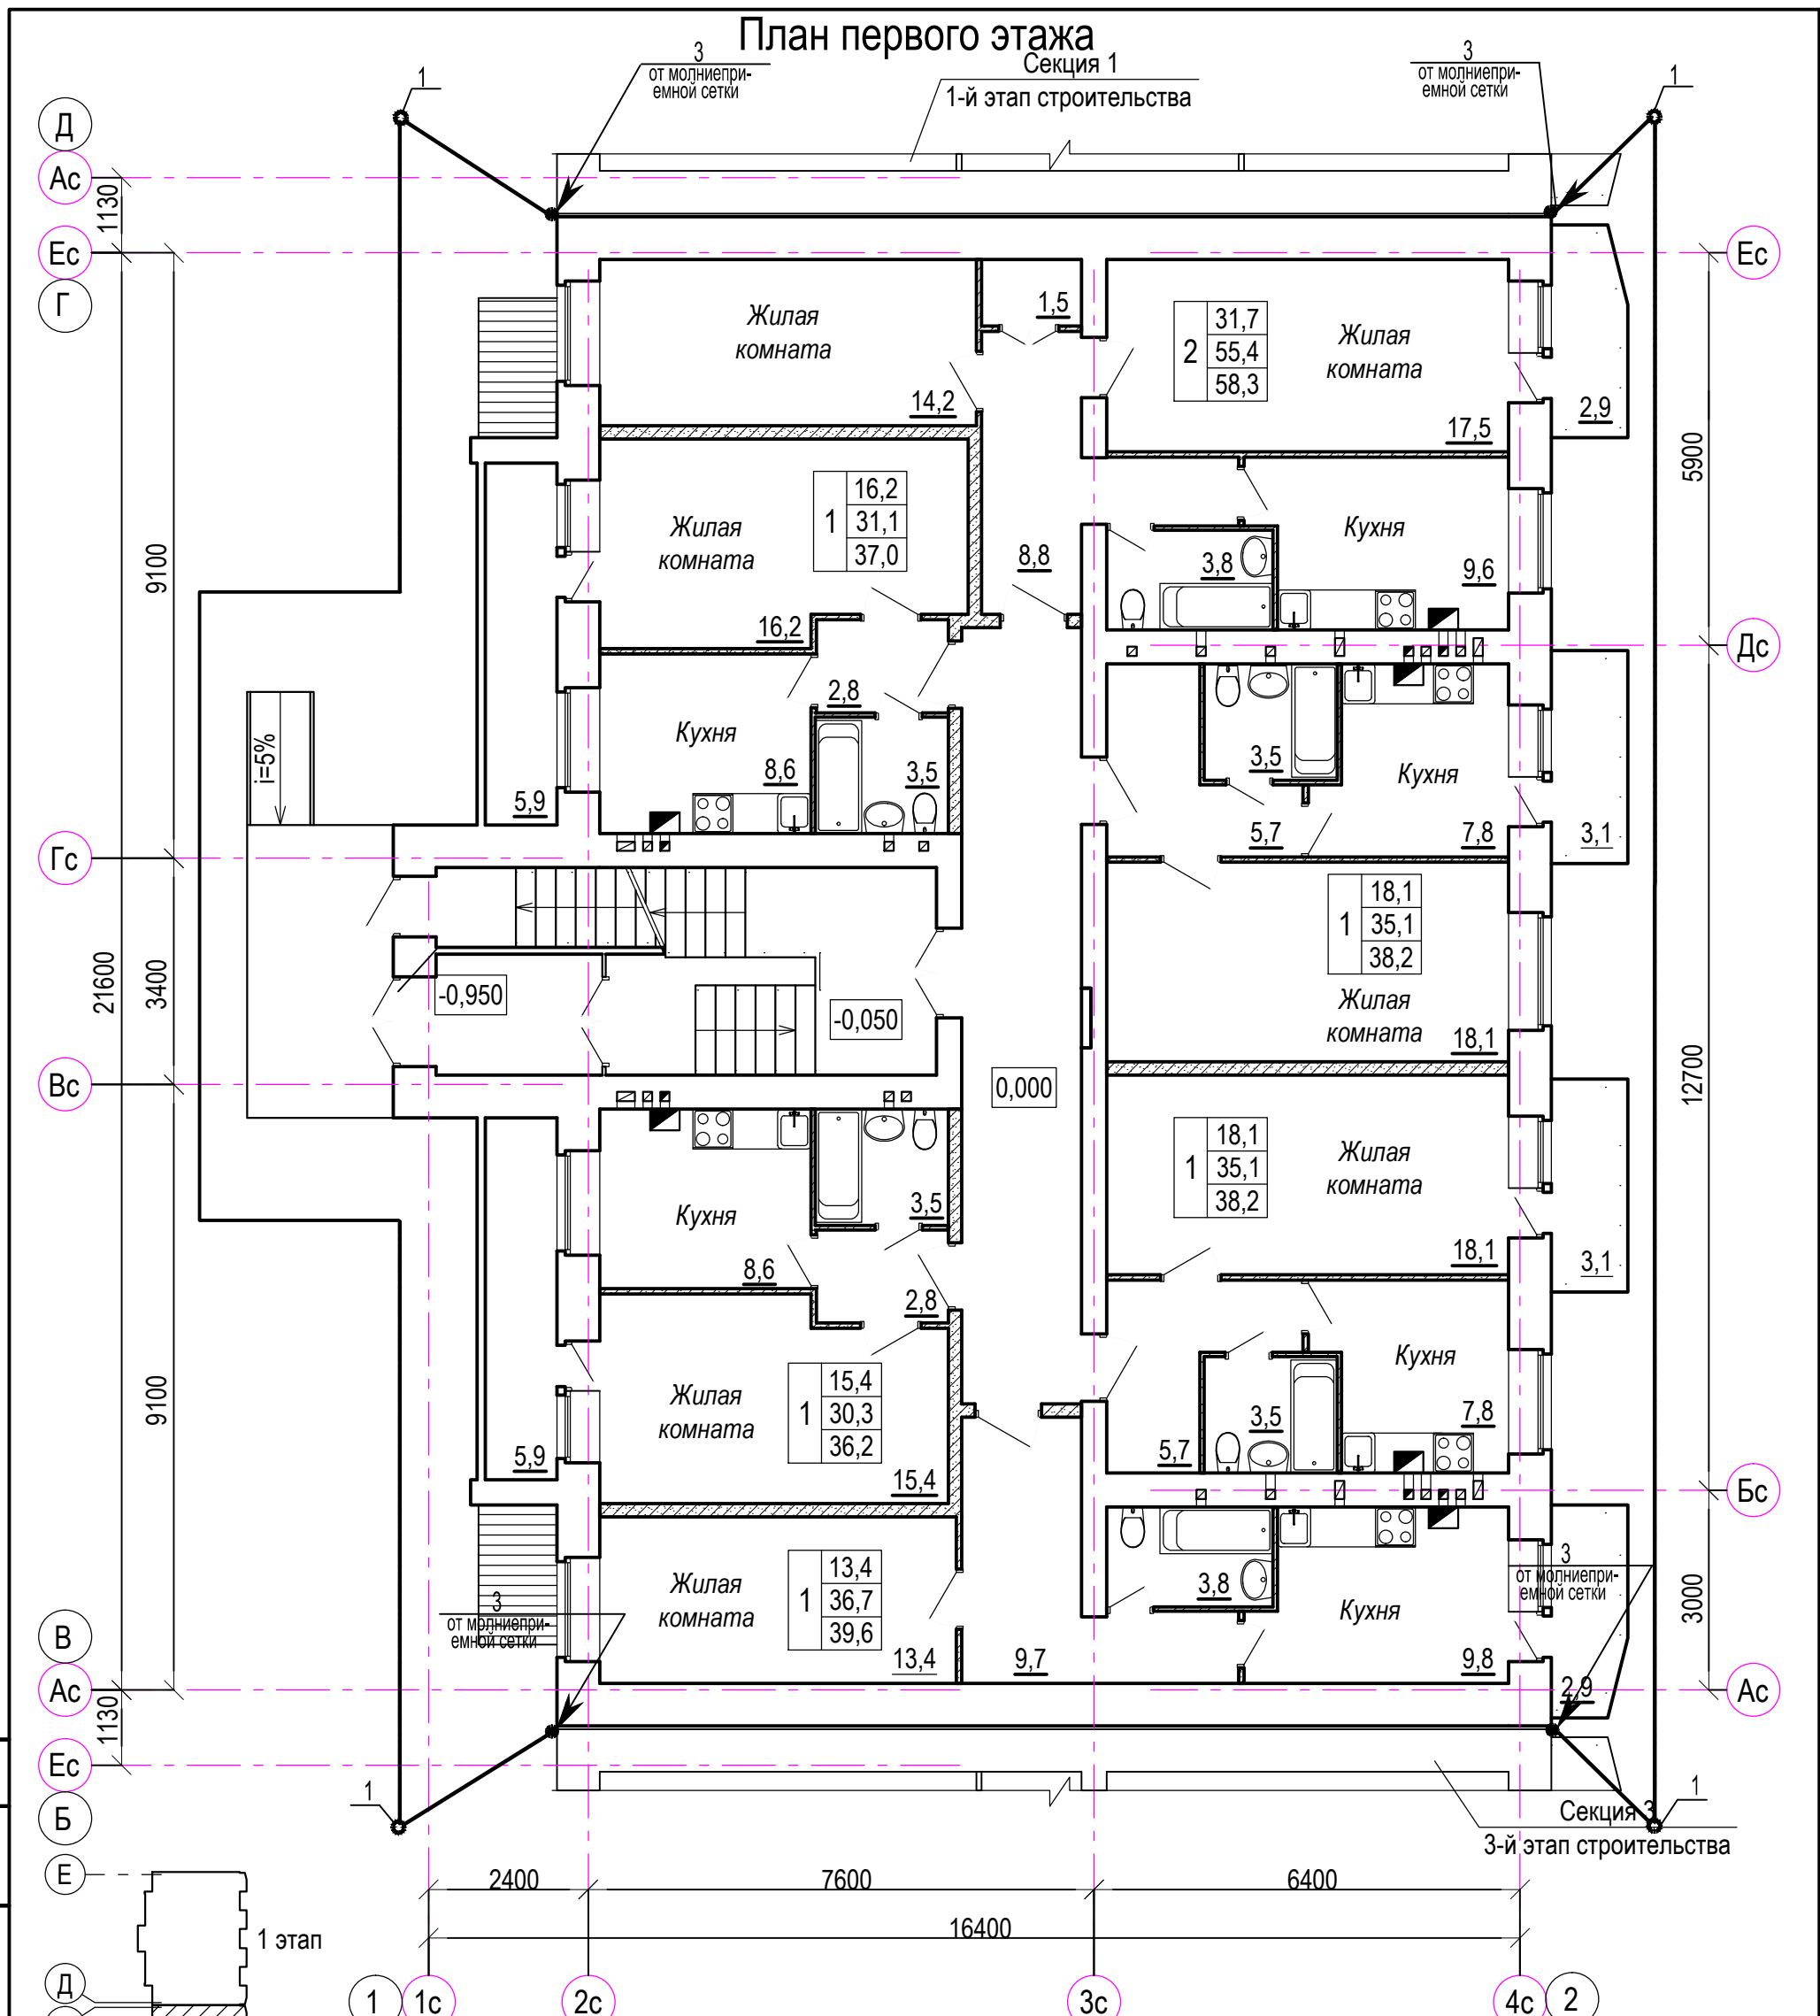 План первого этажа
3
от молниепри-
емной сетки
Секция 1
1-й этап строительства
3
от молниепри-
емной сетки
1
1
Д
Ас
1130
Ес
Ес
Г
Жилая
комната
14,2
1,5
2
31,7
55,4
58,3
Жилая
комната
17,5
2,9
5900
9100
Жилая
комната
1
16,2
31,1
37,0
16,2
8,8
3,8
Кухня
9,6
Дс
2,8
Кухня
8,6
3,5
5,9
i=5%
3,5
Кухня
5,7
7,8
3,1
Гс
21600
3400
-0,950
-0,050
1
18,1
35,1
38,2
Жилая
комната
18,1
Вс
0,000
12700
Кухня
8,6
3,5
2,8
1
18,1
35,1
38,2
Жилая
комната
18,1
3,1
9100
Жилая
комната
1
15,4
30,3
36,2
15,4
5,9
Кухня
7,8
3,5
5,7
Бс
Жилая
комната
1
13,4
36,7
39,6
13,4
9,7
3,8
Кухня
9,8
2,9
3
от молниепри-
емной сетки
3
от молниепри-
емной сетки
3000
В
Ас
Ас
1130
Ес
Б
1
1
Секция 3
3-й этап строительства
Е
2400
7600
6400
16400
1 этап
Д
1
1с
2с
3с
4с
2